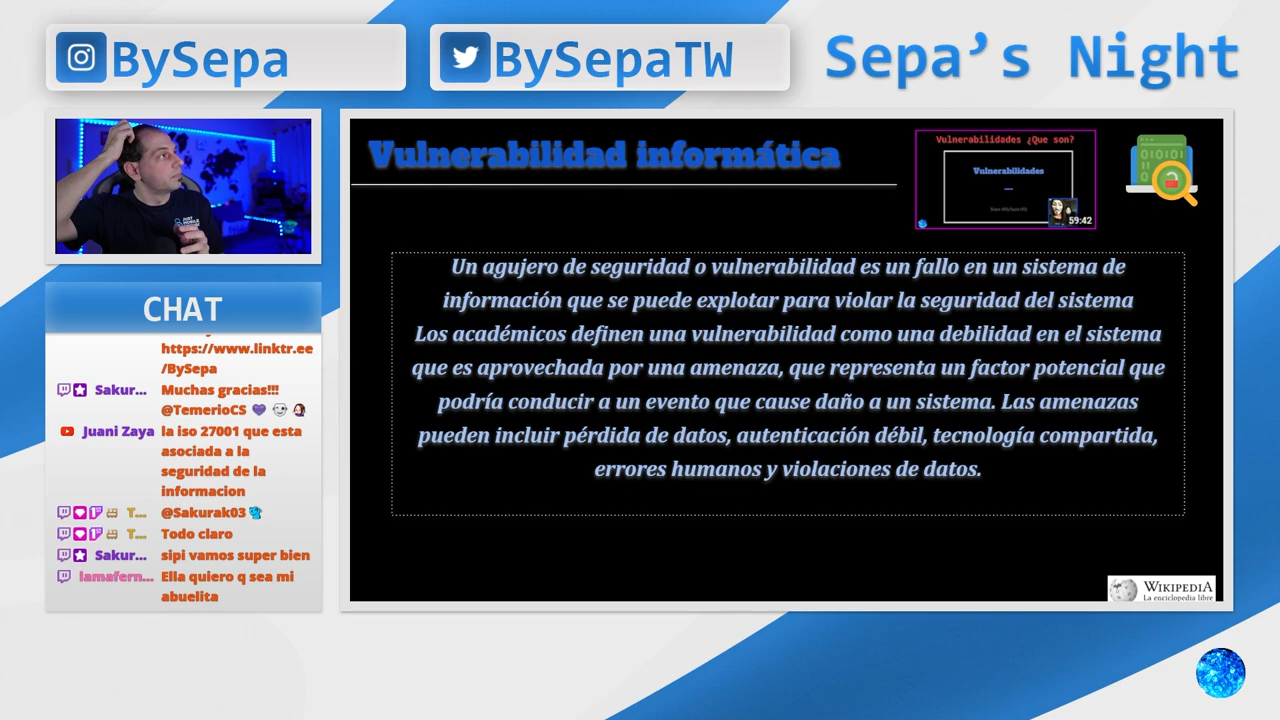 BySepa
BySepaTW
Sepa’s Night
CHAT
https://www.linktr.ee
/BySepa
Sakur... Muchas gracias!!!
@TemerioCS
Juani Zaya la iso 27001 que esta
asociada a la
seguridad de la
informacion
T... @Sakurak03
T... Todo claro
Sakur... sipi vamos super bien
lamafern... Ella quiero q sea mi
abuelita
Vulnerabilidad informática
Vulnerabilidades ¿Que son?
Vulnerabilidades
59:42
Un agujero de seguridad o vulnerabilidad es un fallo en un sistema de
información que se puede explotar para violar la seguridad del sistema
Los académicos definen una vulnerabilidad como una debilidad en el sistema
que es aprovechada por una amenaza, que representa un factor potencial que
podría conducir a un evento que cause daño a un sistema. Las amenazas
pueden incluir pérdida de datos, autenticación débil, tecnología compartida,
errores humanos y violaciones de datos.
WIKIPEDIA
La enciclopedia libre